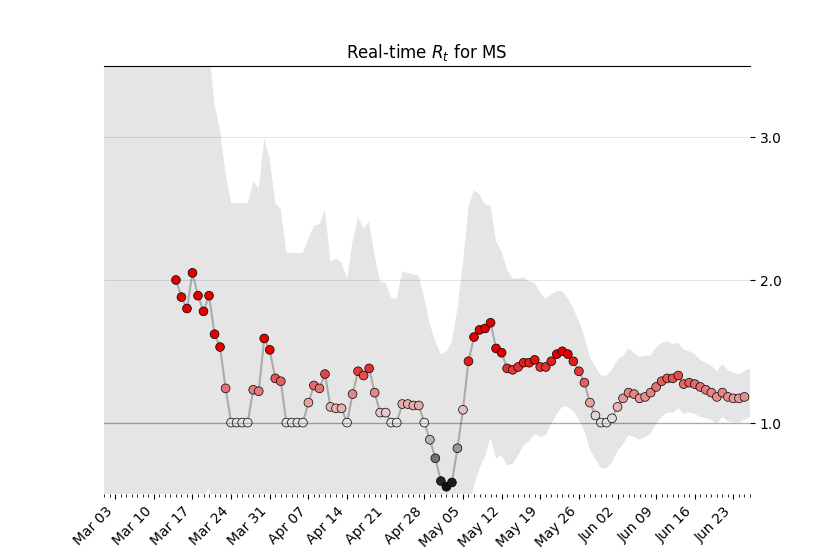 Real-time Rₜ for MS
3.0
2.0
1.0
Mar 03
Mar 10
Mar 17
Mar 24
Mar 31
Apr 07
Apr 14
Apr 21
Apr 28
May 05
May 12
May 19
May 26
Jun 02
Jun 09
Jun 16
Jun 23